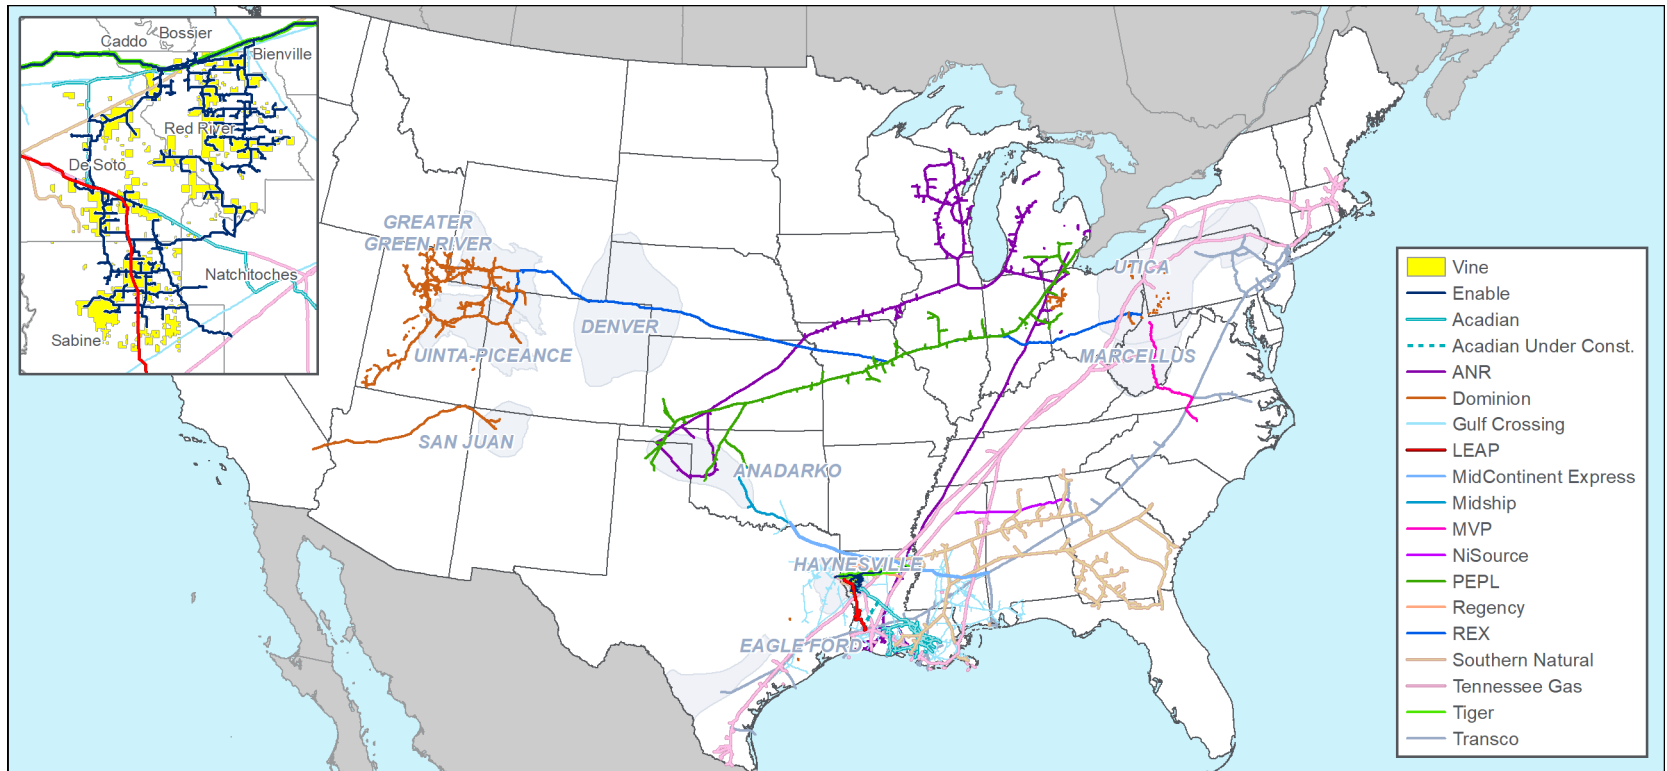 Caddo
Bossier
Bienville
Red River
De Soto
Natchitoches
Sabine
GREATER
GREEN RIVER
UINTA-PICEANCE
DENVER
SAN JUAN
ANADARKO
UTICA
MARCELLUS
HAYNESVILLE
EAGLE FORD
Vine
Enable
Acadian
Acadian Under Const.
ANR
Dominion
Gulf Crossing
LEAP
MidContinent Express
Midship
MVP
NiSource
PEPL
Regency
REX
Southern Natural
Tennessee Gas
Tiger
Transco